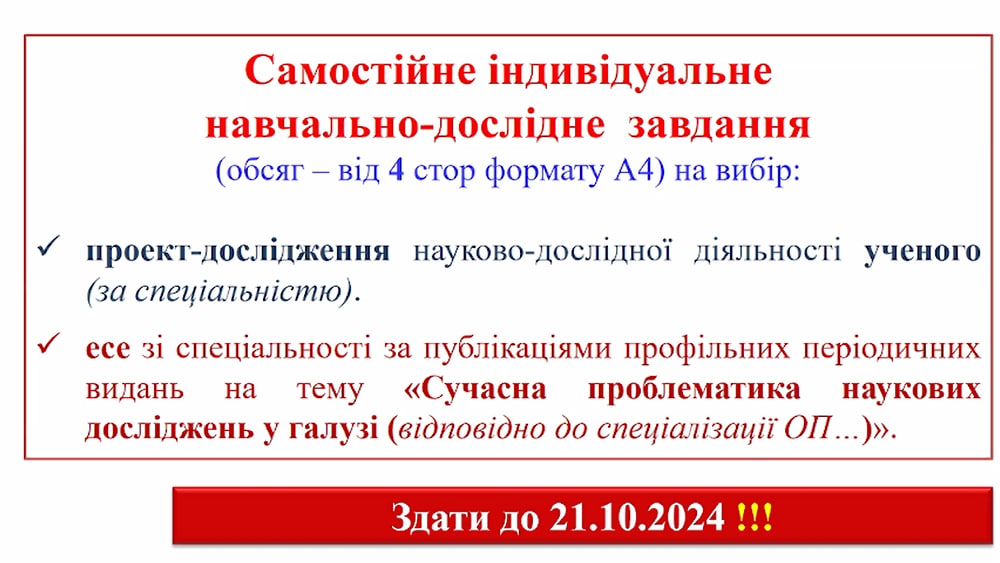 Самостійне індивідуальне
навчально-дослідне завдання
(обсяг – від 4 стор формату А4) на вибір:
✓ проект-дослідження науково-дослідної діяльності ученого
(за спеціальністю).
✓ есе зі спеціальності за публікаціями профільних періодичних
видань на тему «Сучасна проблематика наукових
досліджень у галузі (відповідно до спеціалізації ОП…)».
Здати до 21.10.2024 !!!